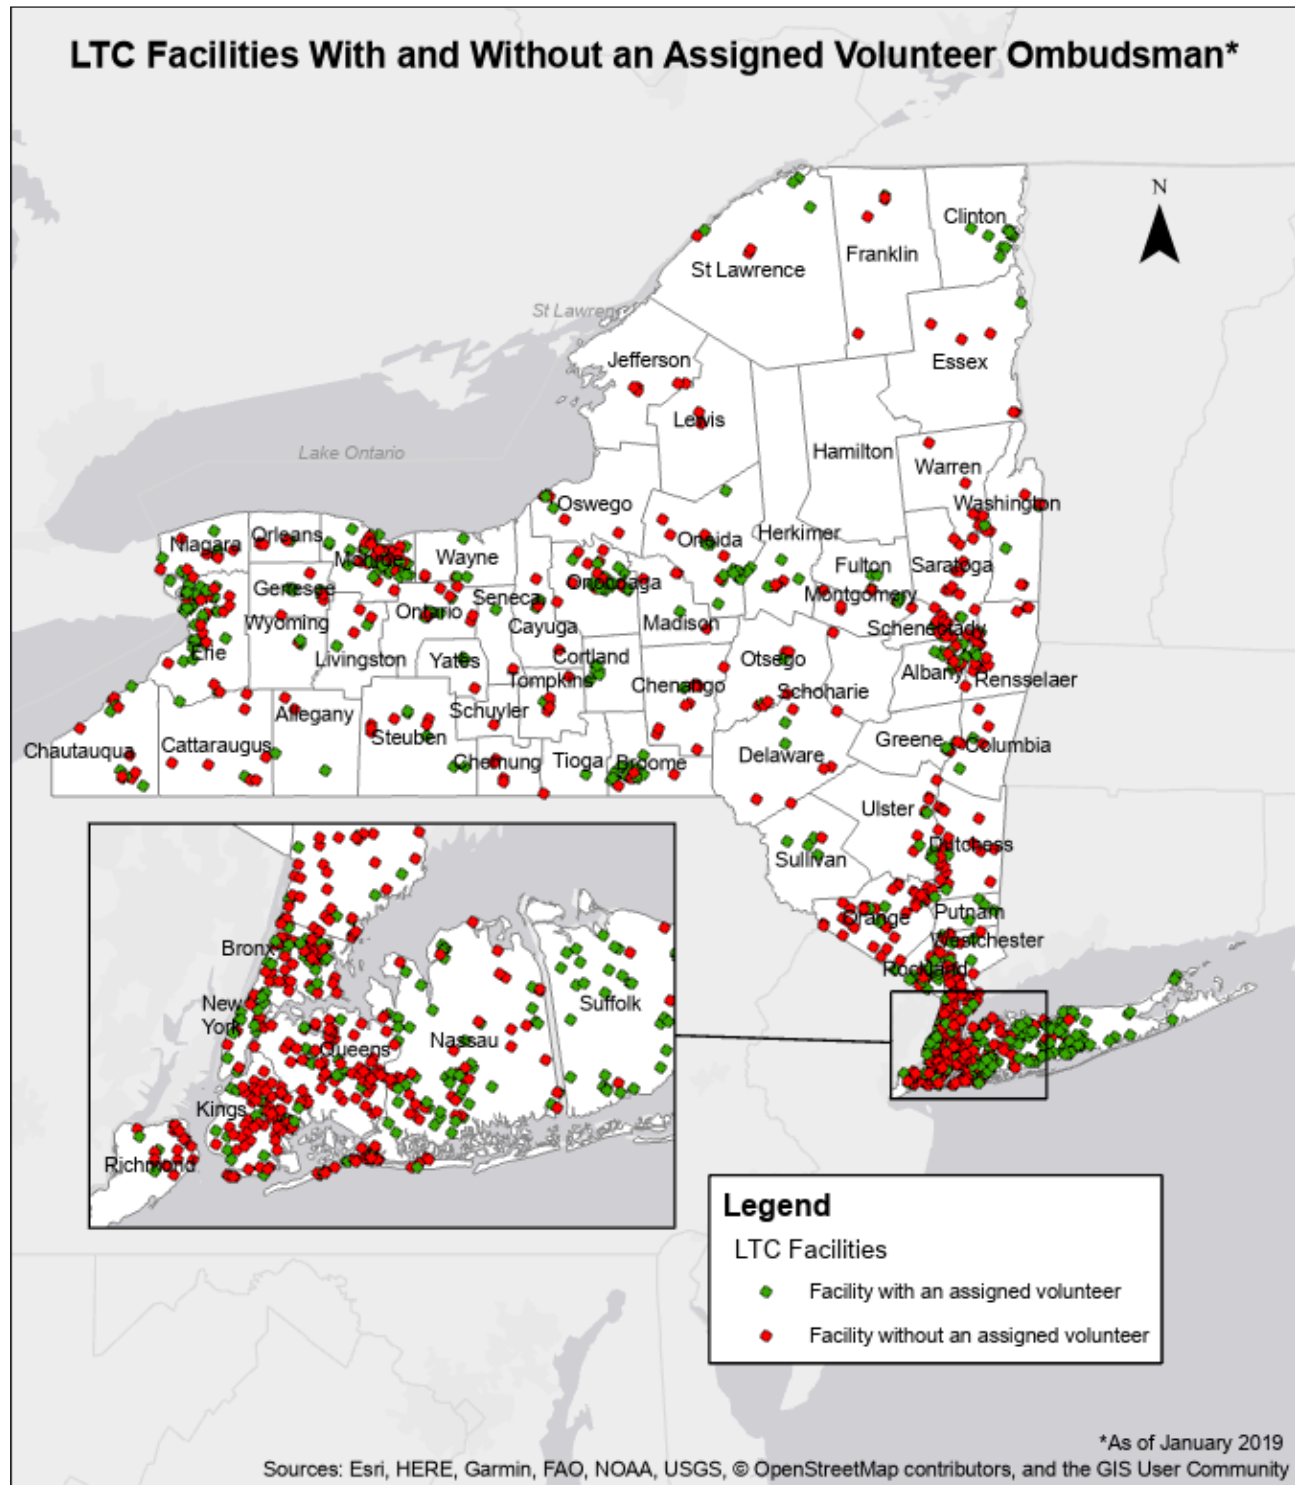 LTC Facilities With and Without an Assigned Volunteer Ombudsman*
N
Clinton
Franklin
St Lawrence
St Lawrence
Essex
Jefferson
Lewis
Hamilton
Warren
Lake Ontario
Washington
Oswego
Oneida
Herkimer
Niagara
Orleans
Monroe
Wayne
Fulton
Saratoga
Onondaga
Genesee
Montgomery
Ontario
Seneca
Wyoming
Cayuga
Madison
Schenectady
Erie
Livingston
Yates
Cortland
Otsego
Albany
Rensselaer
Tompkins
Chenango
Schoharie
Allegany
Schuyler
Steuben
Chautauqua
Cattaraugus
Greene
Columbia
Chemung
Tioga
Broome
Delaware
Ulster
Dutchess
Sullivan
Orange
Putnam
Westchester
Rockland
Bronx
New
York
Suffolk
Queens
Nassau
Kings
Richmond
Legend
LTC Facilities
Facility with an assigned volunteer
Facility without an assigned volunteer
*As of January 2019
Sources: Esri, HERE, Garmin, FAO, NOAA, USGS, © OpenStreetMap contributors, and the GIS User Community